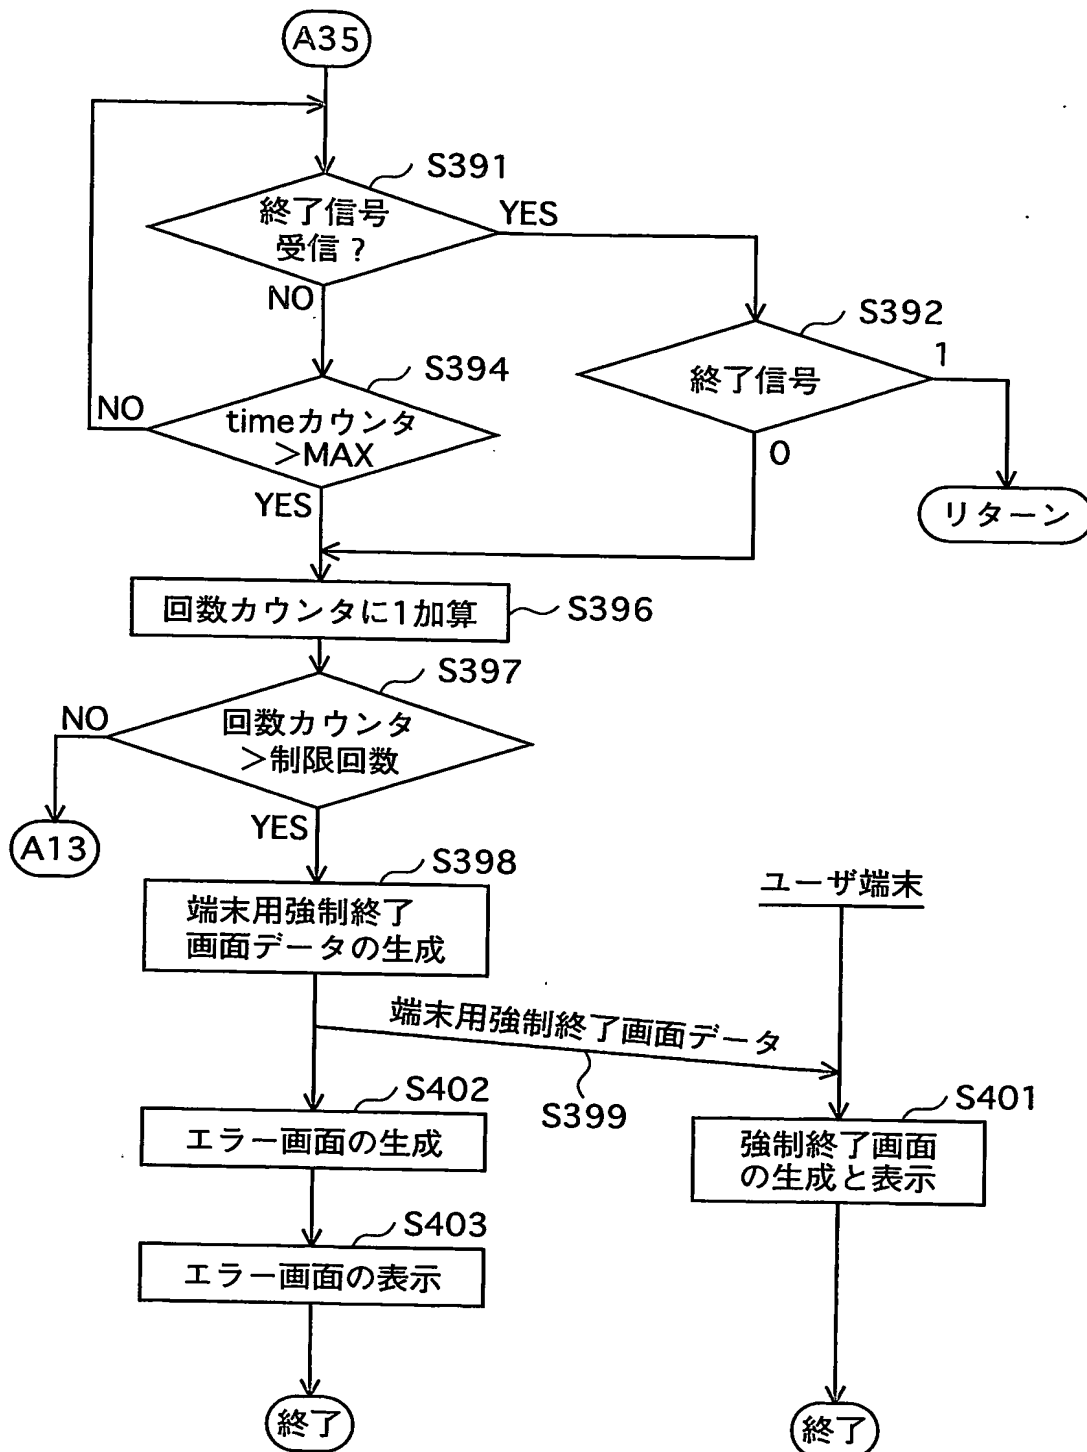 A35
S391
終了信号
受信?
YES
NO
S392
終了信号
1
0
リターン
S394
timeカウンタ
>MAX
NO
YES
回数カウンタに1加算
S396
S397
回数カウンタ
>制限回数
NO
A13
YES
S398
端末用強制終了
画面データの生成
ユーザ端末
端末用強制終了画面データ
S399
S402
エラー画面の生成
S401
強制終了画面
の生成と表示
S403
エラー画面の表示
終了
終了